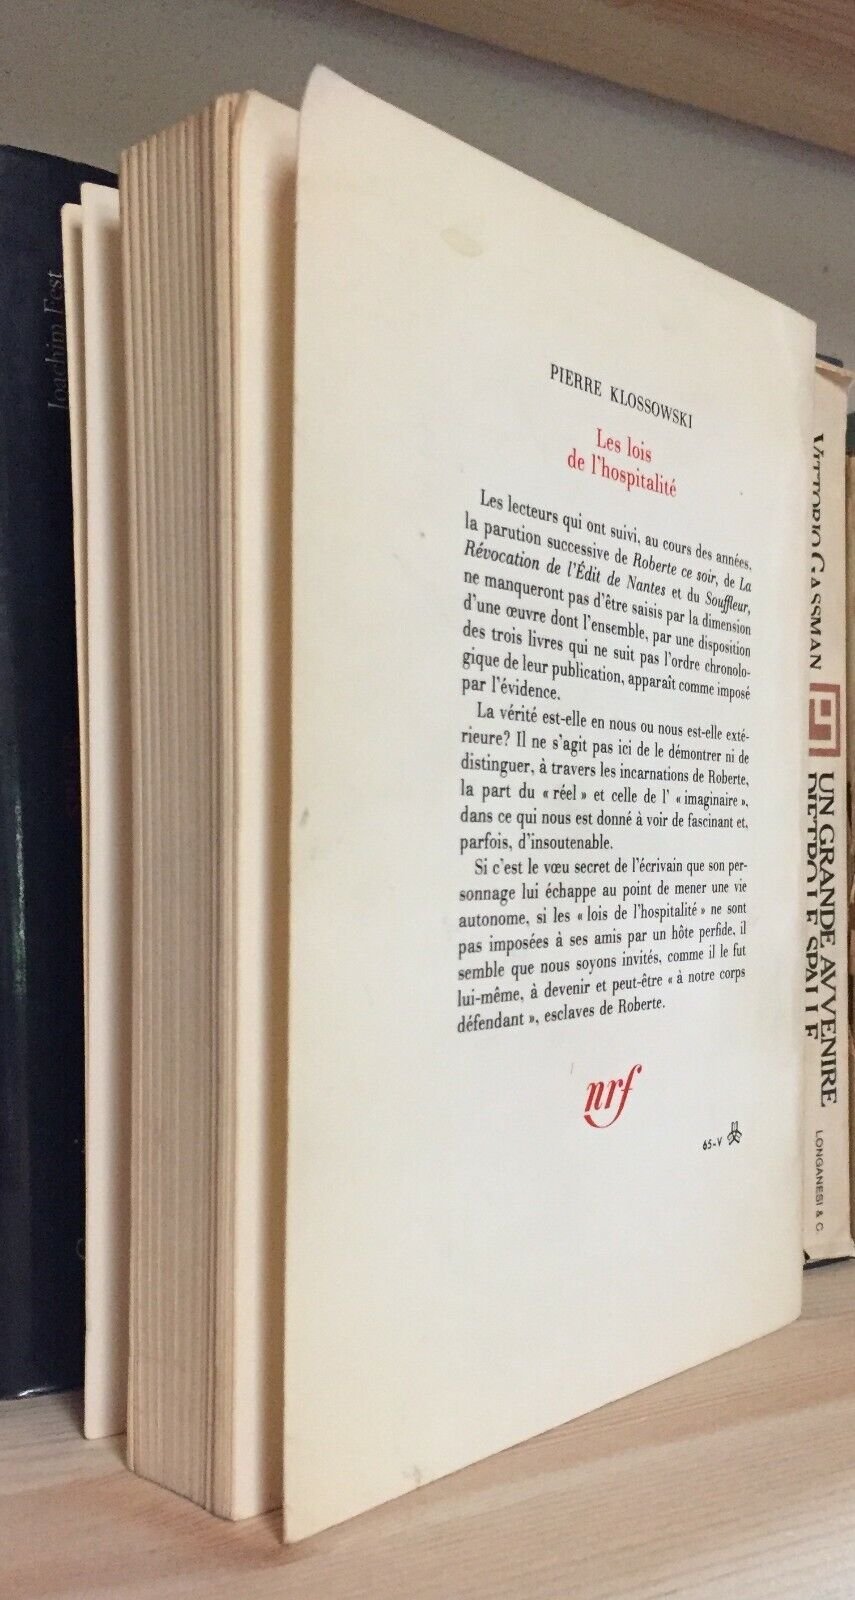 Joachim Fest
PIERRE KLOSSOWSKI
Les lois
de l'hospitalité
Les lecteurs qui ont suivi, au cours des années,
la parution successive de Roberte ce soir, de La
Révocation de l'Édit de Nantes et du Souffleur,
ne manqueront pas d'être saisis par la dimension
d'une œuvre dont l'ensemble, par une disposition
des trois livres qui ne suit pas l'ordre chronolo-
gique de leur publication, apparaît comme imposé
par l'évidence.
La vérité est-elle en nous ou nous est-elle exté-
rieure? Il ne s'agit pas ici de le démontrer ni de
distinguer, à travers les incarnations de Roberte,
la part du « réel » et celle de l' « imaginaire »,
dans ce qui nous est donné à voir de fascinant et,
parfois, d'insoutenable.
Si c'est le vœu secret de l'écrivain que son per-
sonnage lui échappe au point de mener une vie
autonome, si les « lois de l'hospitalité » ne sont
pas imposées à ses amis par un hôte perfide, il
semble que nous soyons invités, comme il le fut
lui-même, à devenir et peut-être « à notre corps
défendant », esclaves de Roberte.
nrf
65-V
VITTORIO GASSMAN
UN GRANDE AVVENIRE
DIETRO LE SPALLE
LONGANESI & C.